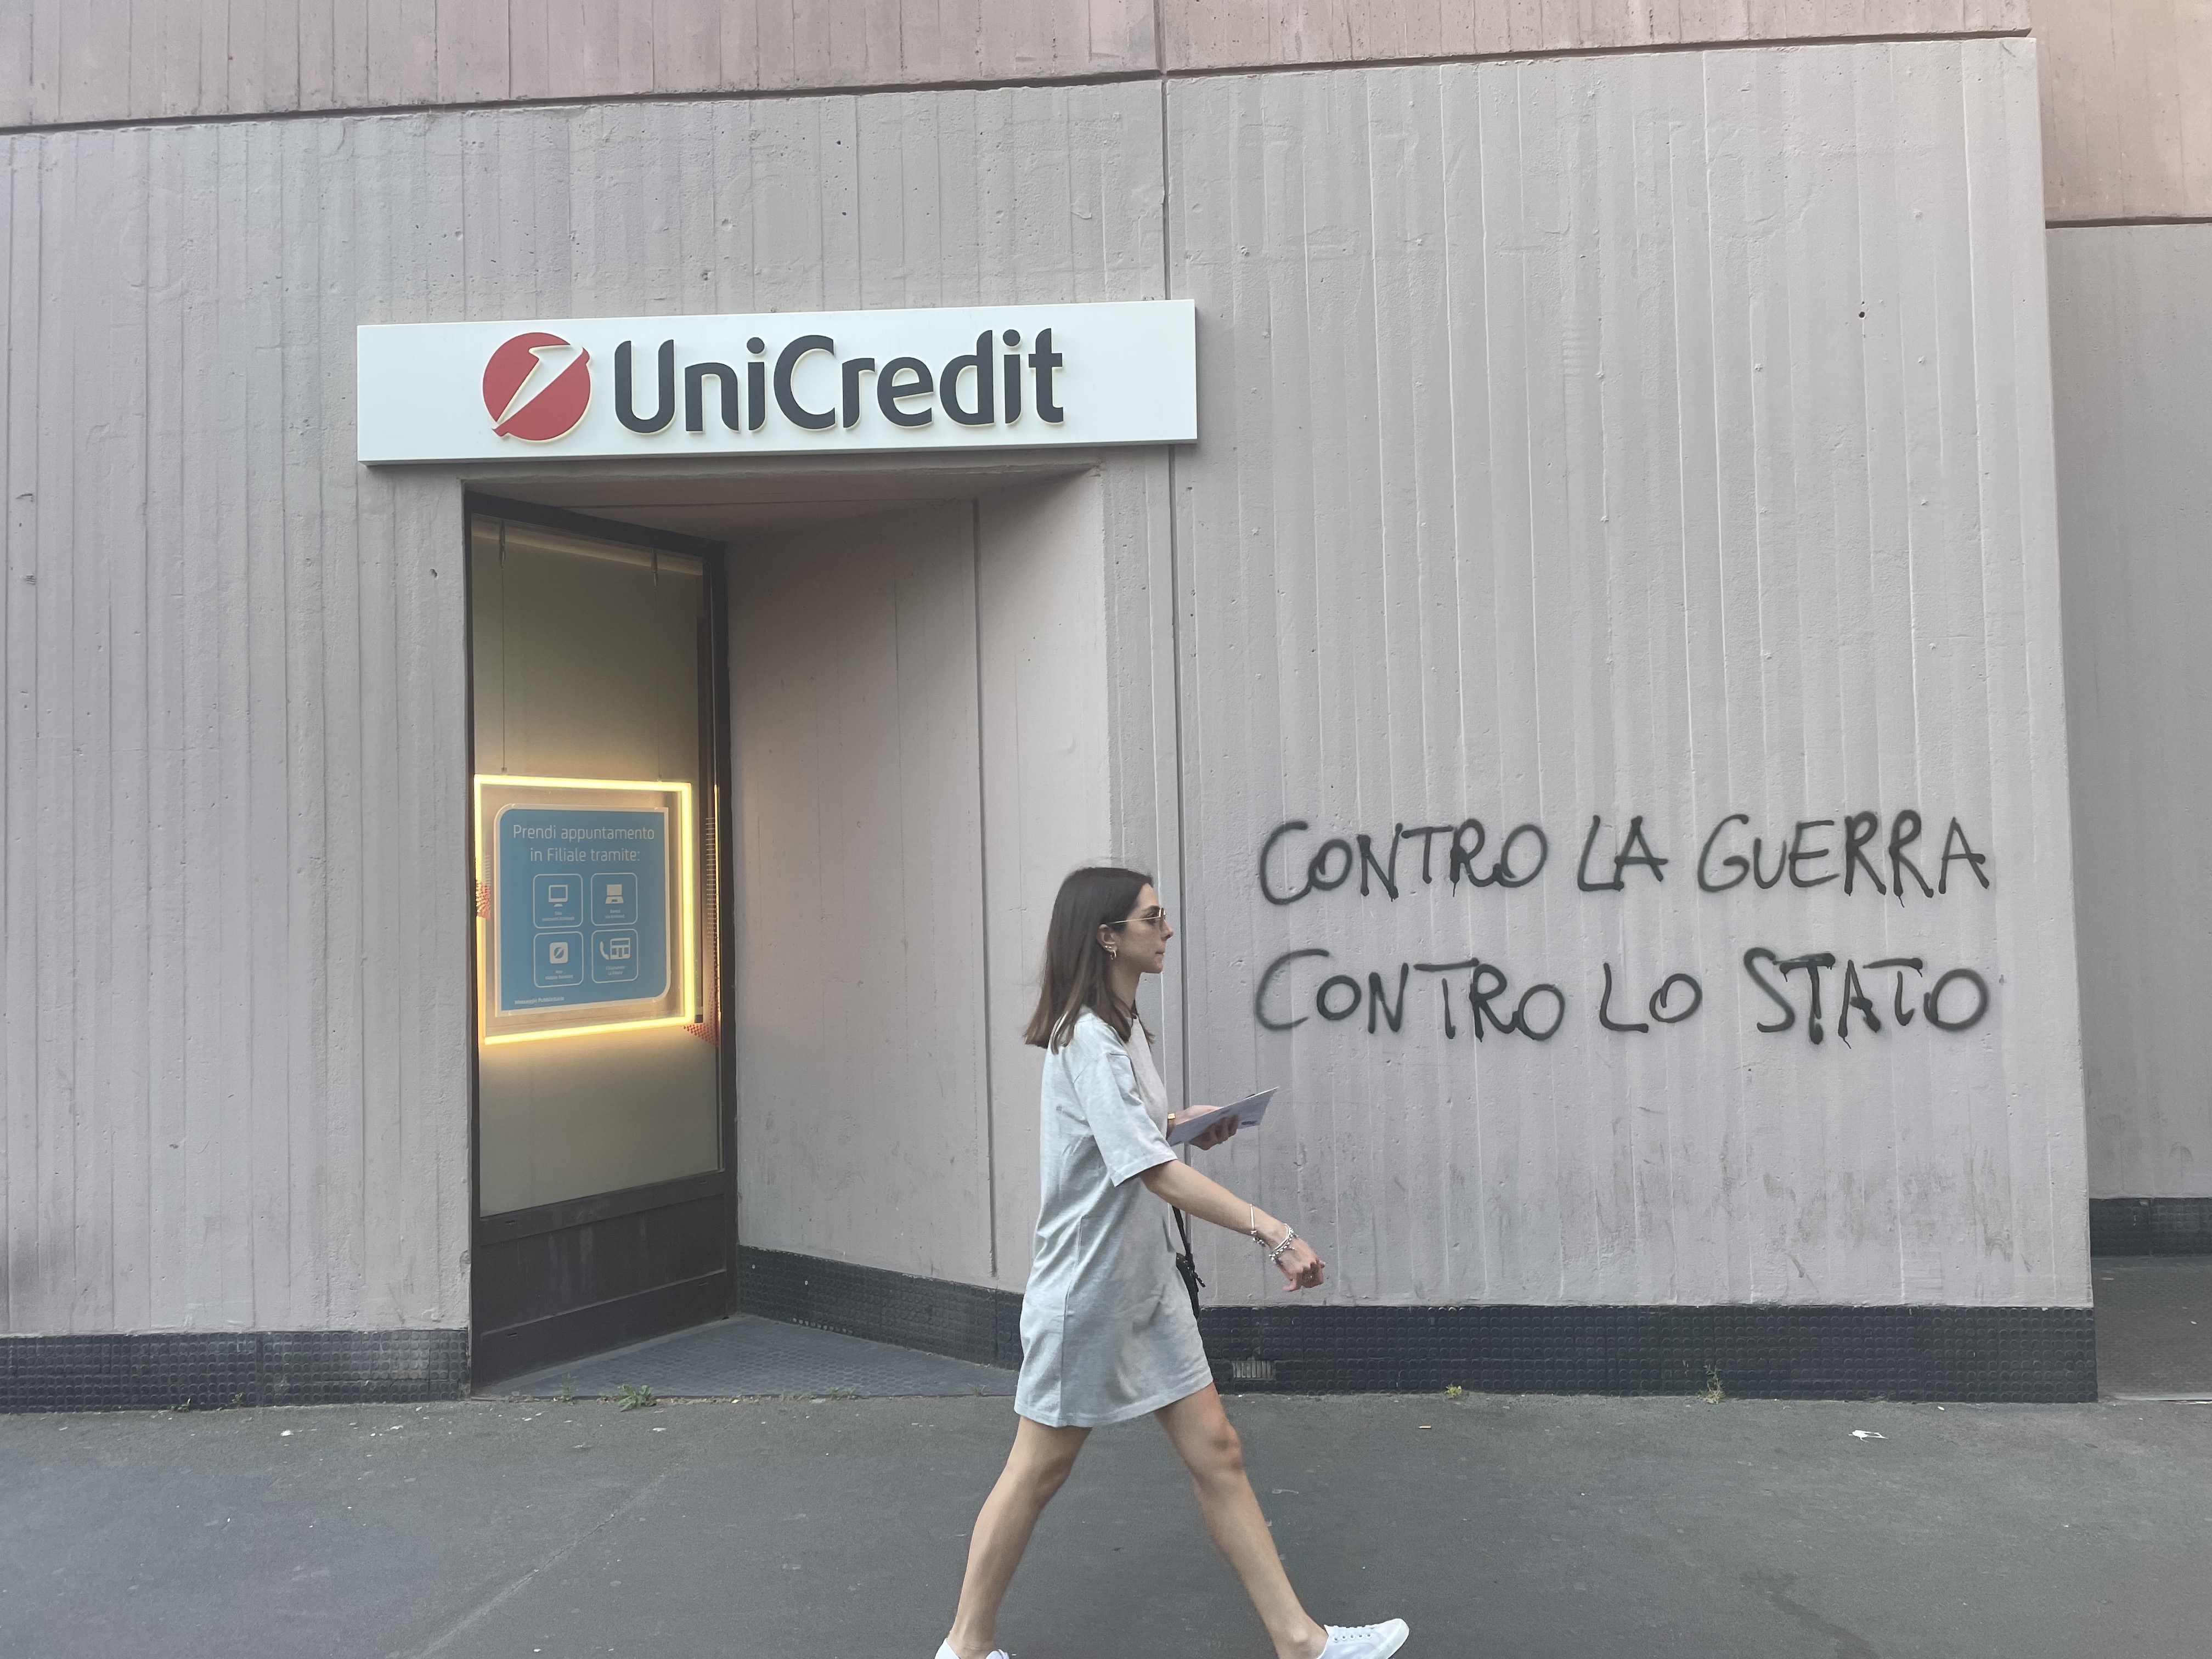 UniCredit
Prendi appuntamento
in Filiale tramite:
CONTRO LA GUERRA
CONTRO LO STATO